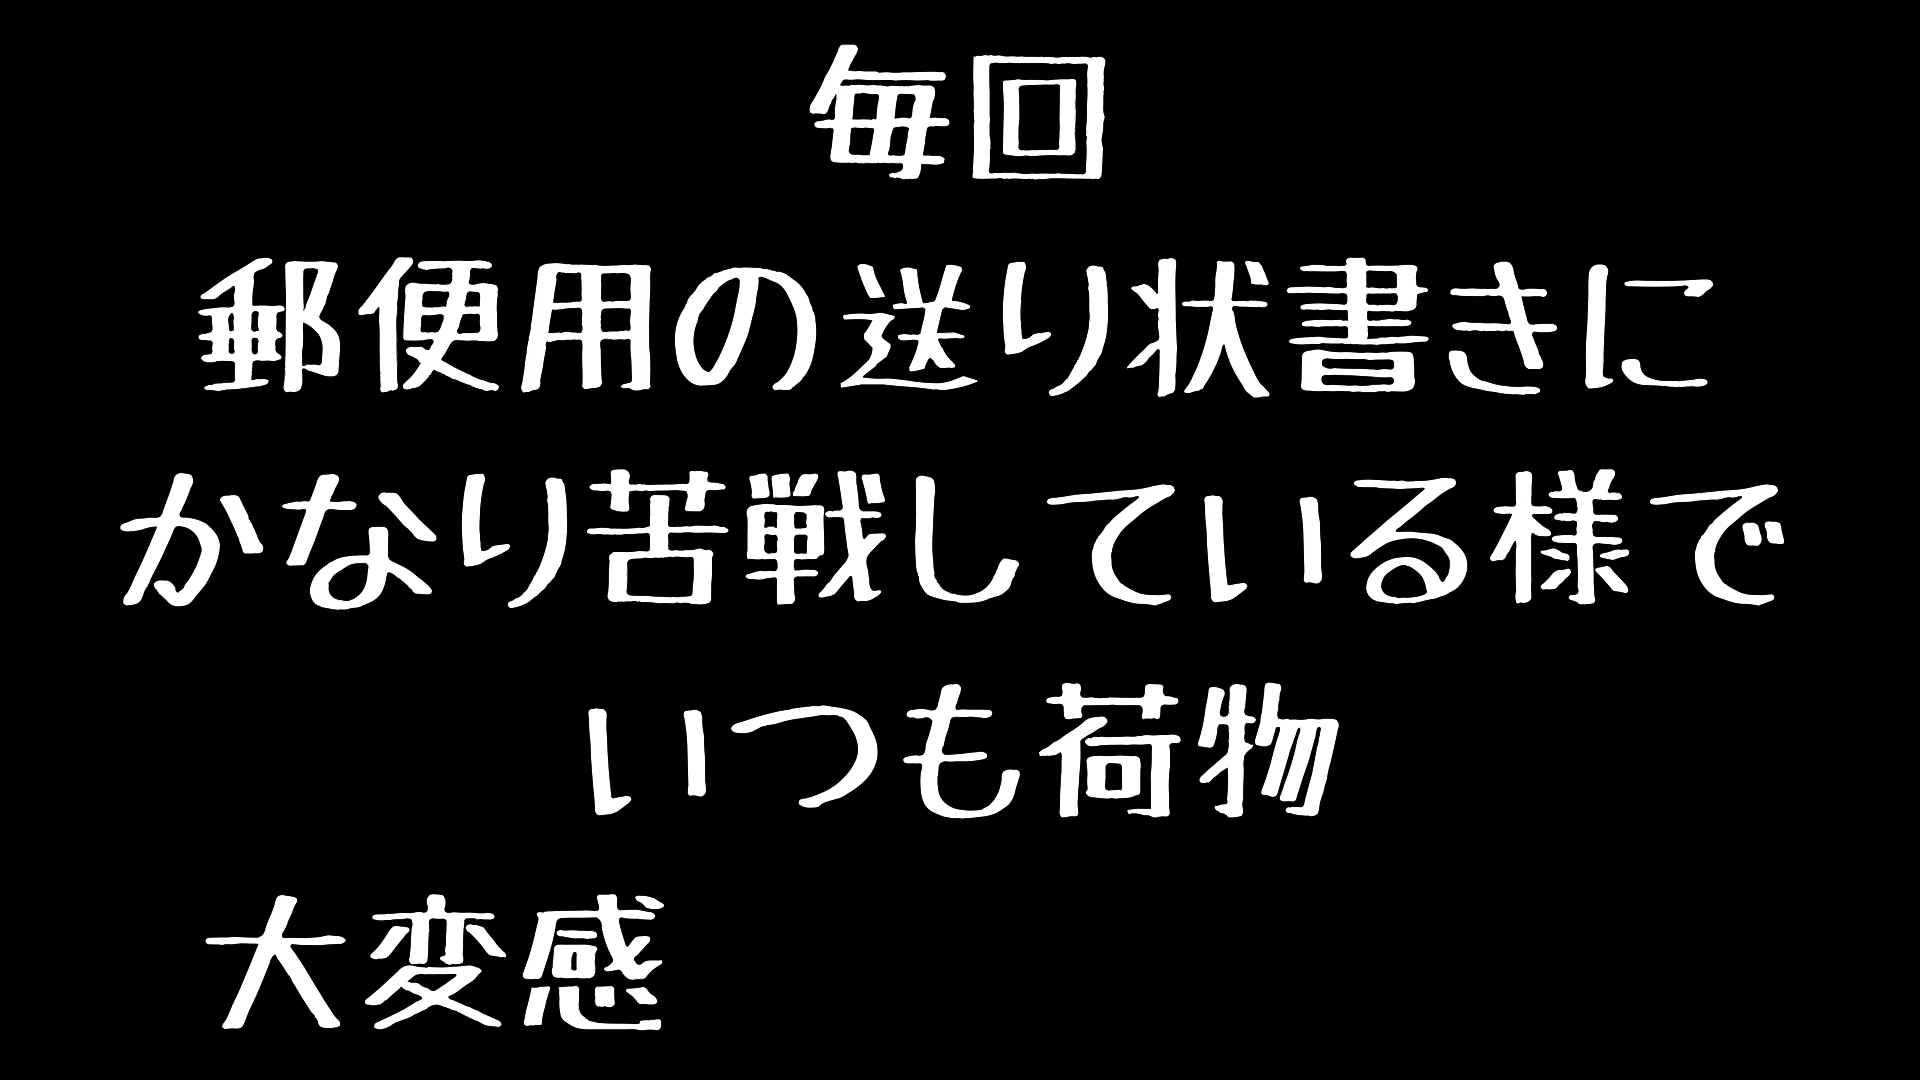 毎回
郵便用の送り状書きに
かなり苦戦している様で
いつも荷物
大変感